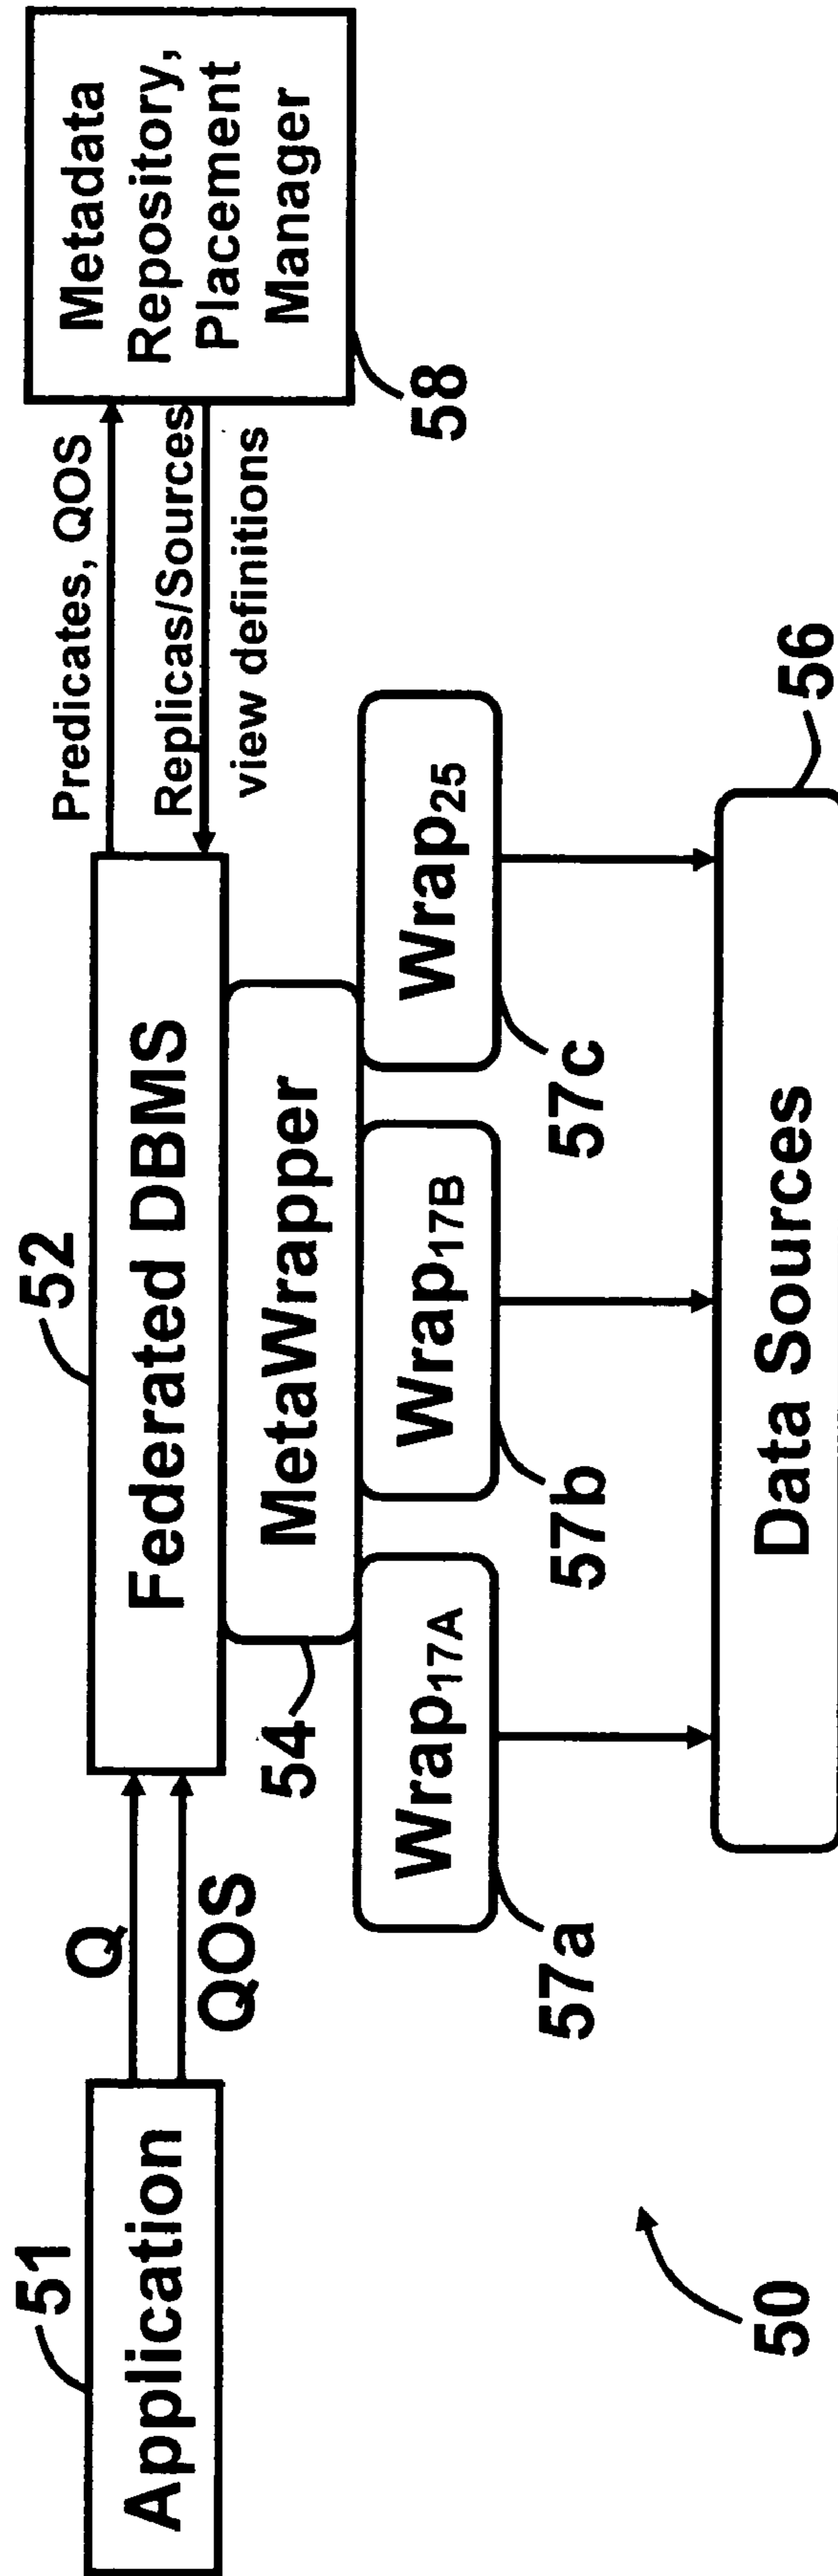 51
Application
Q
QOS
52
Federated DBMS
Predicates, QOS
Replicas/Sources
view definitions
Metadata
Repository,
Placement
Manager
58
54
MetaWrapper
Wrap17A
Wrap17B
Wrap25
57a
57b
57c
56
Data Sources
50